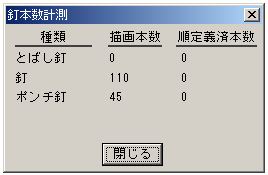 釘本数計測
種類 描画本数 順定義済本数
とばし釘 0 0
釘 110 0
ポンチ釘 45 0
閉じる